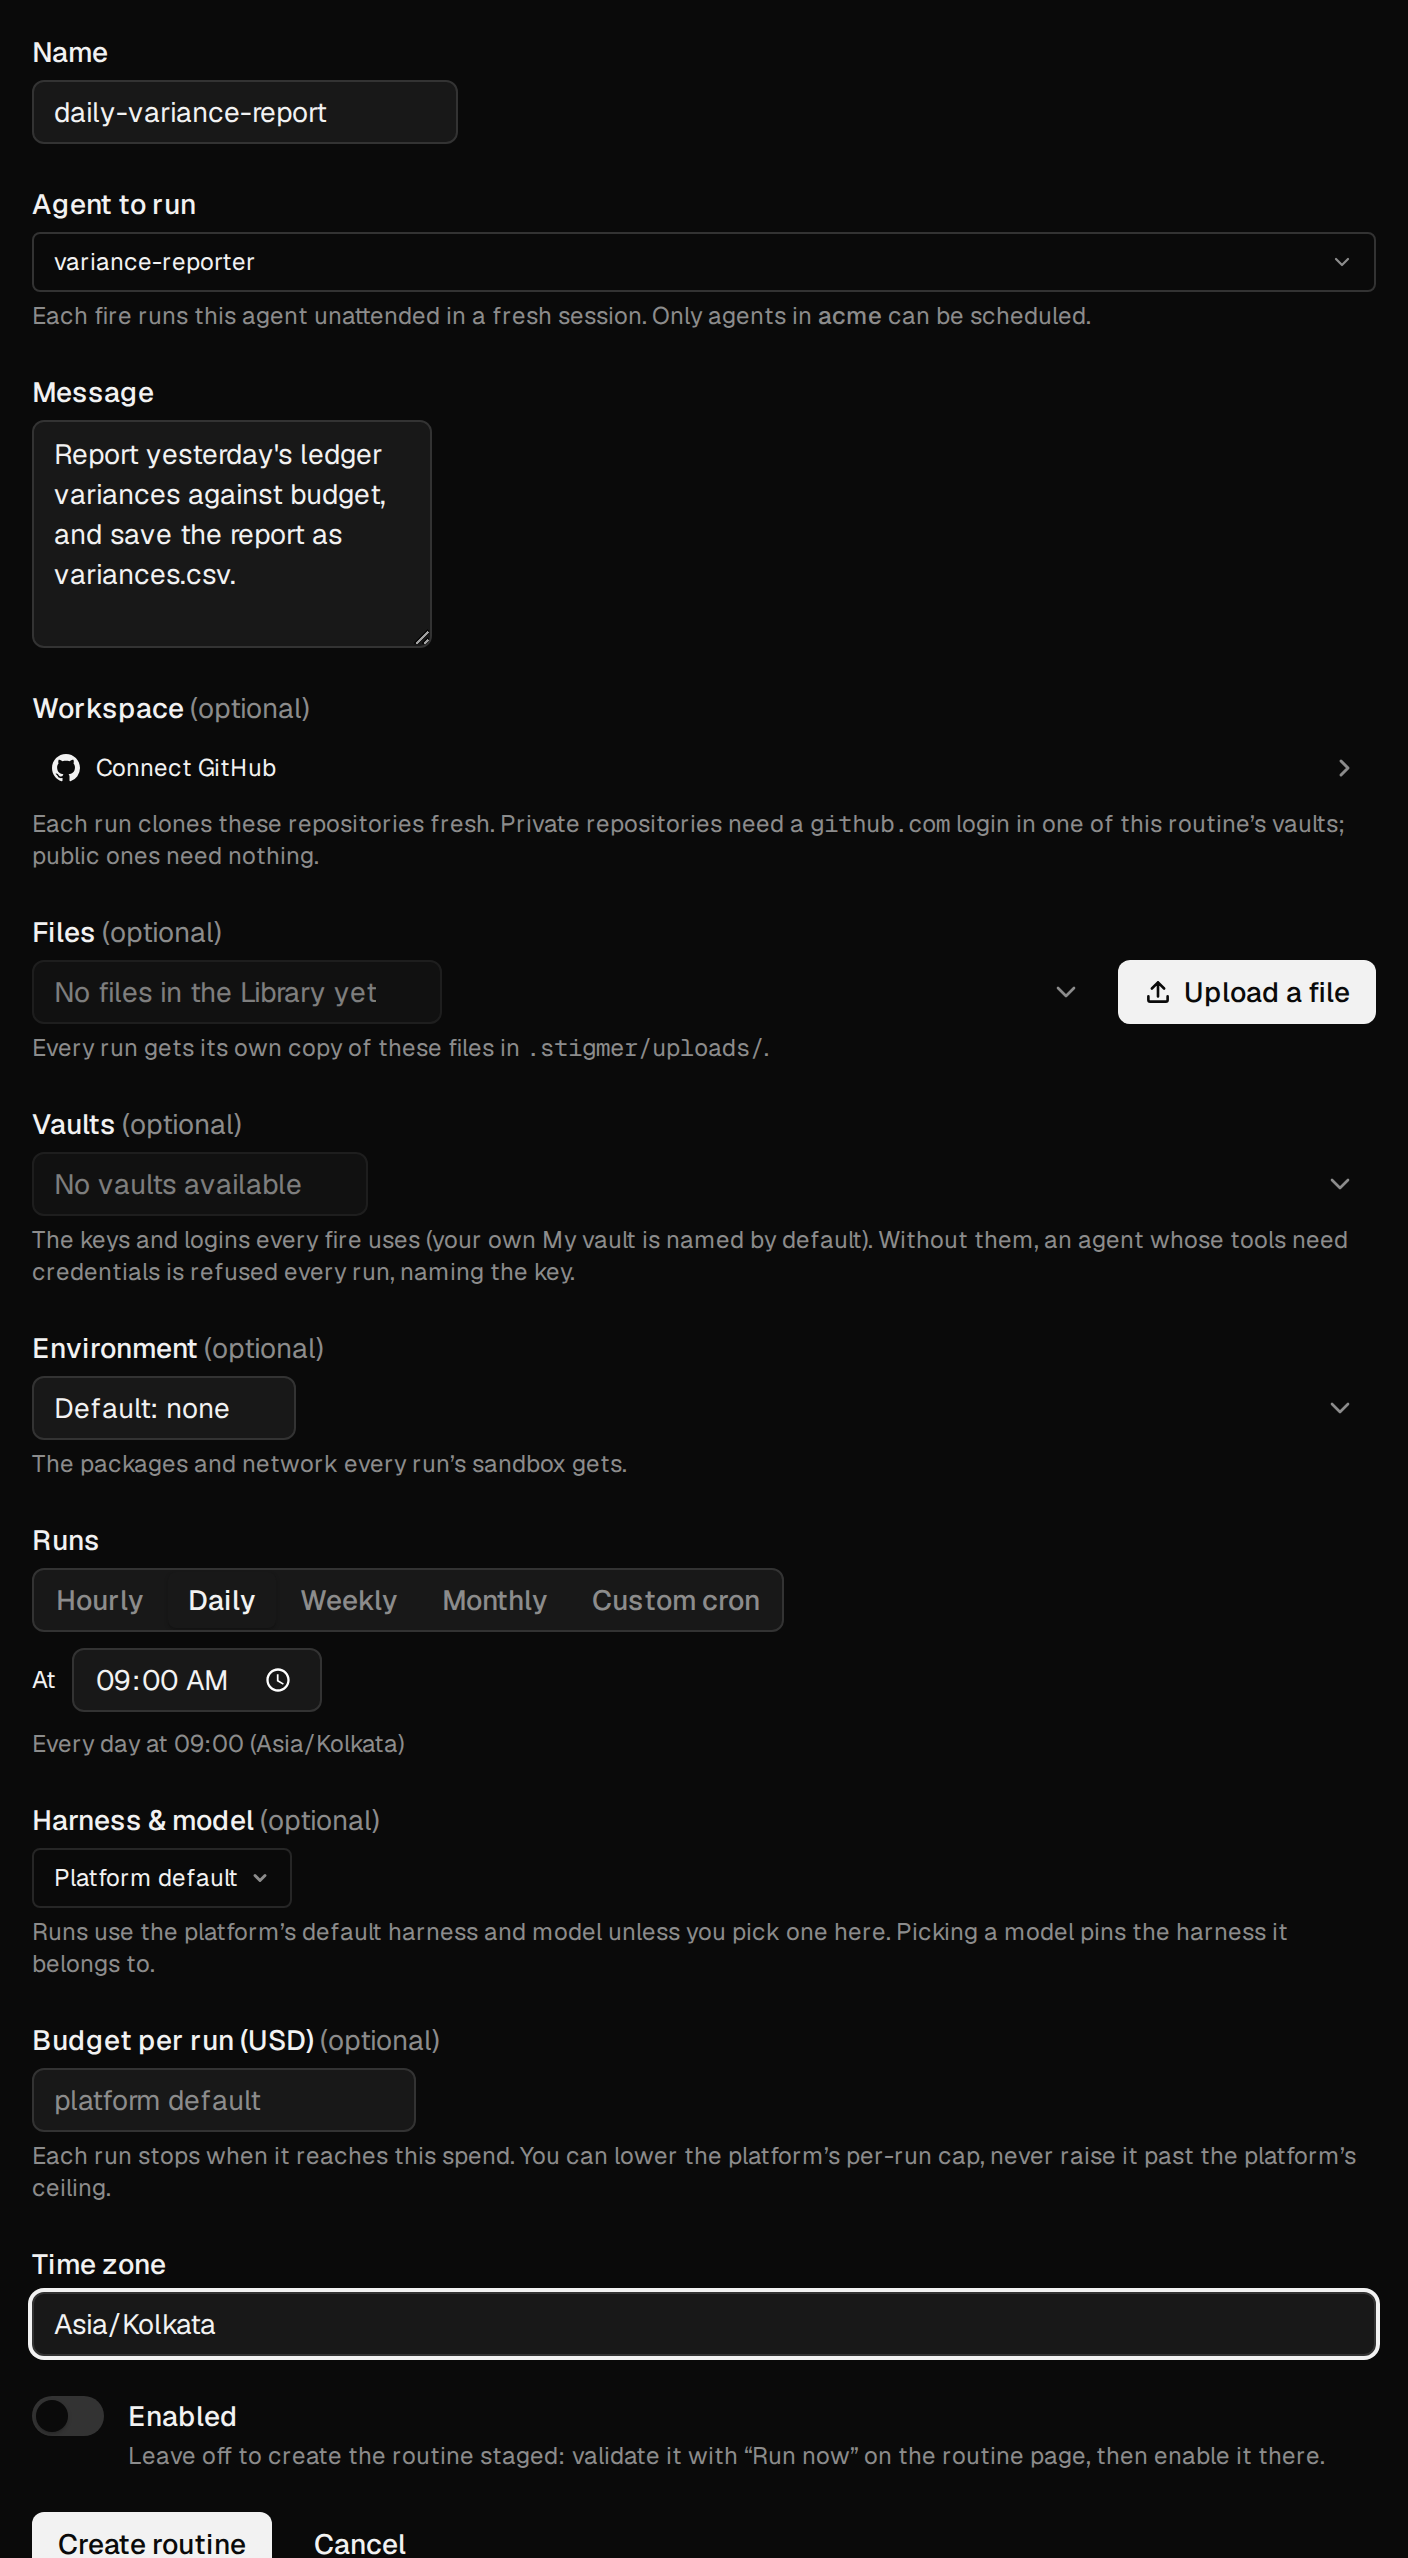 Name
daily-variance-report
Agent to run
variance-reporter
Each fire runs this agent unattended in a fresh session. Only agents in acme can be scheduled.
Message
Report yesterday's ledger
variances against budget,
and save the report as
variances.csv.
Workspace (optional)
Connect GitHub
Each run clones these repositories fresh. Private repositories need a github.com login in one of this routine’s vaults;
public ones need nothing.
Files (optional)
No files in the Library yet
Upload a file
Every run gets its own copy of these files in .stigmer/uploads/.
Vaults (optional)
No vaults available
The keys and logins every fire uses (your own My vault is named by default). Without them, an agent whose tools need
credentials is refused every run, naming the key.
Environment (optional)
Default: none
The packages and network every run’s sandbox gets.
Runs
Hourly Daily Weekly Monthly Custom cron
At 09:00 AM
Every day at 09:00 (Asia/Kolkata)
Harness & model (optional)
Platform default
Runs use the platform’s default harness and model unless you pick one here. Picking a model pins the harness it
belongs to.
Budget per run (USD) (optional)
platform default
Each run stops when it reaches this spend. You can lower the platform’s per-run cap, never raise it past the platform’s
ceiling.
Time zone
Asia/Kolkata
Enabled
Leave off to create the routine staged: validate it with “Run now” on the routine page, then enable it there.
Create routine Cancel